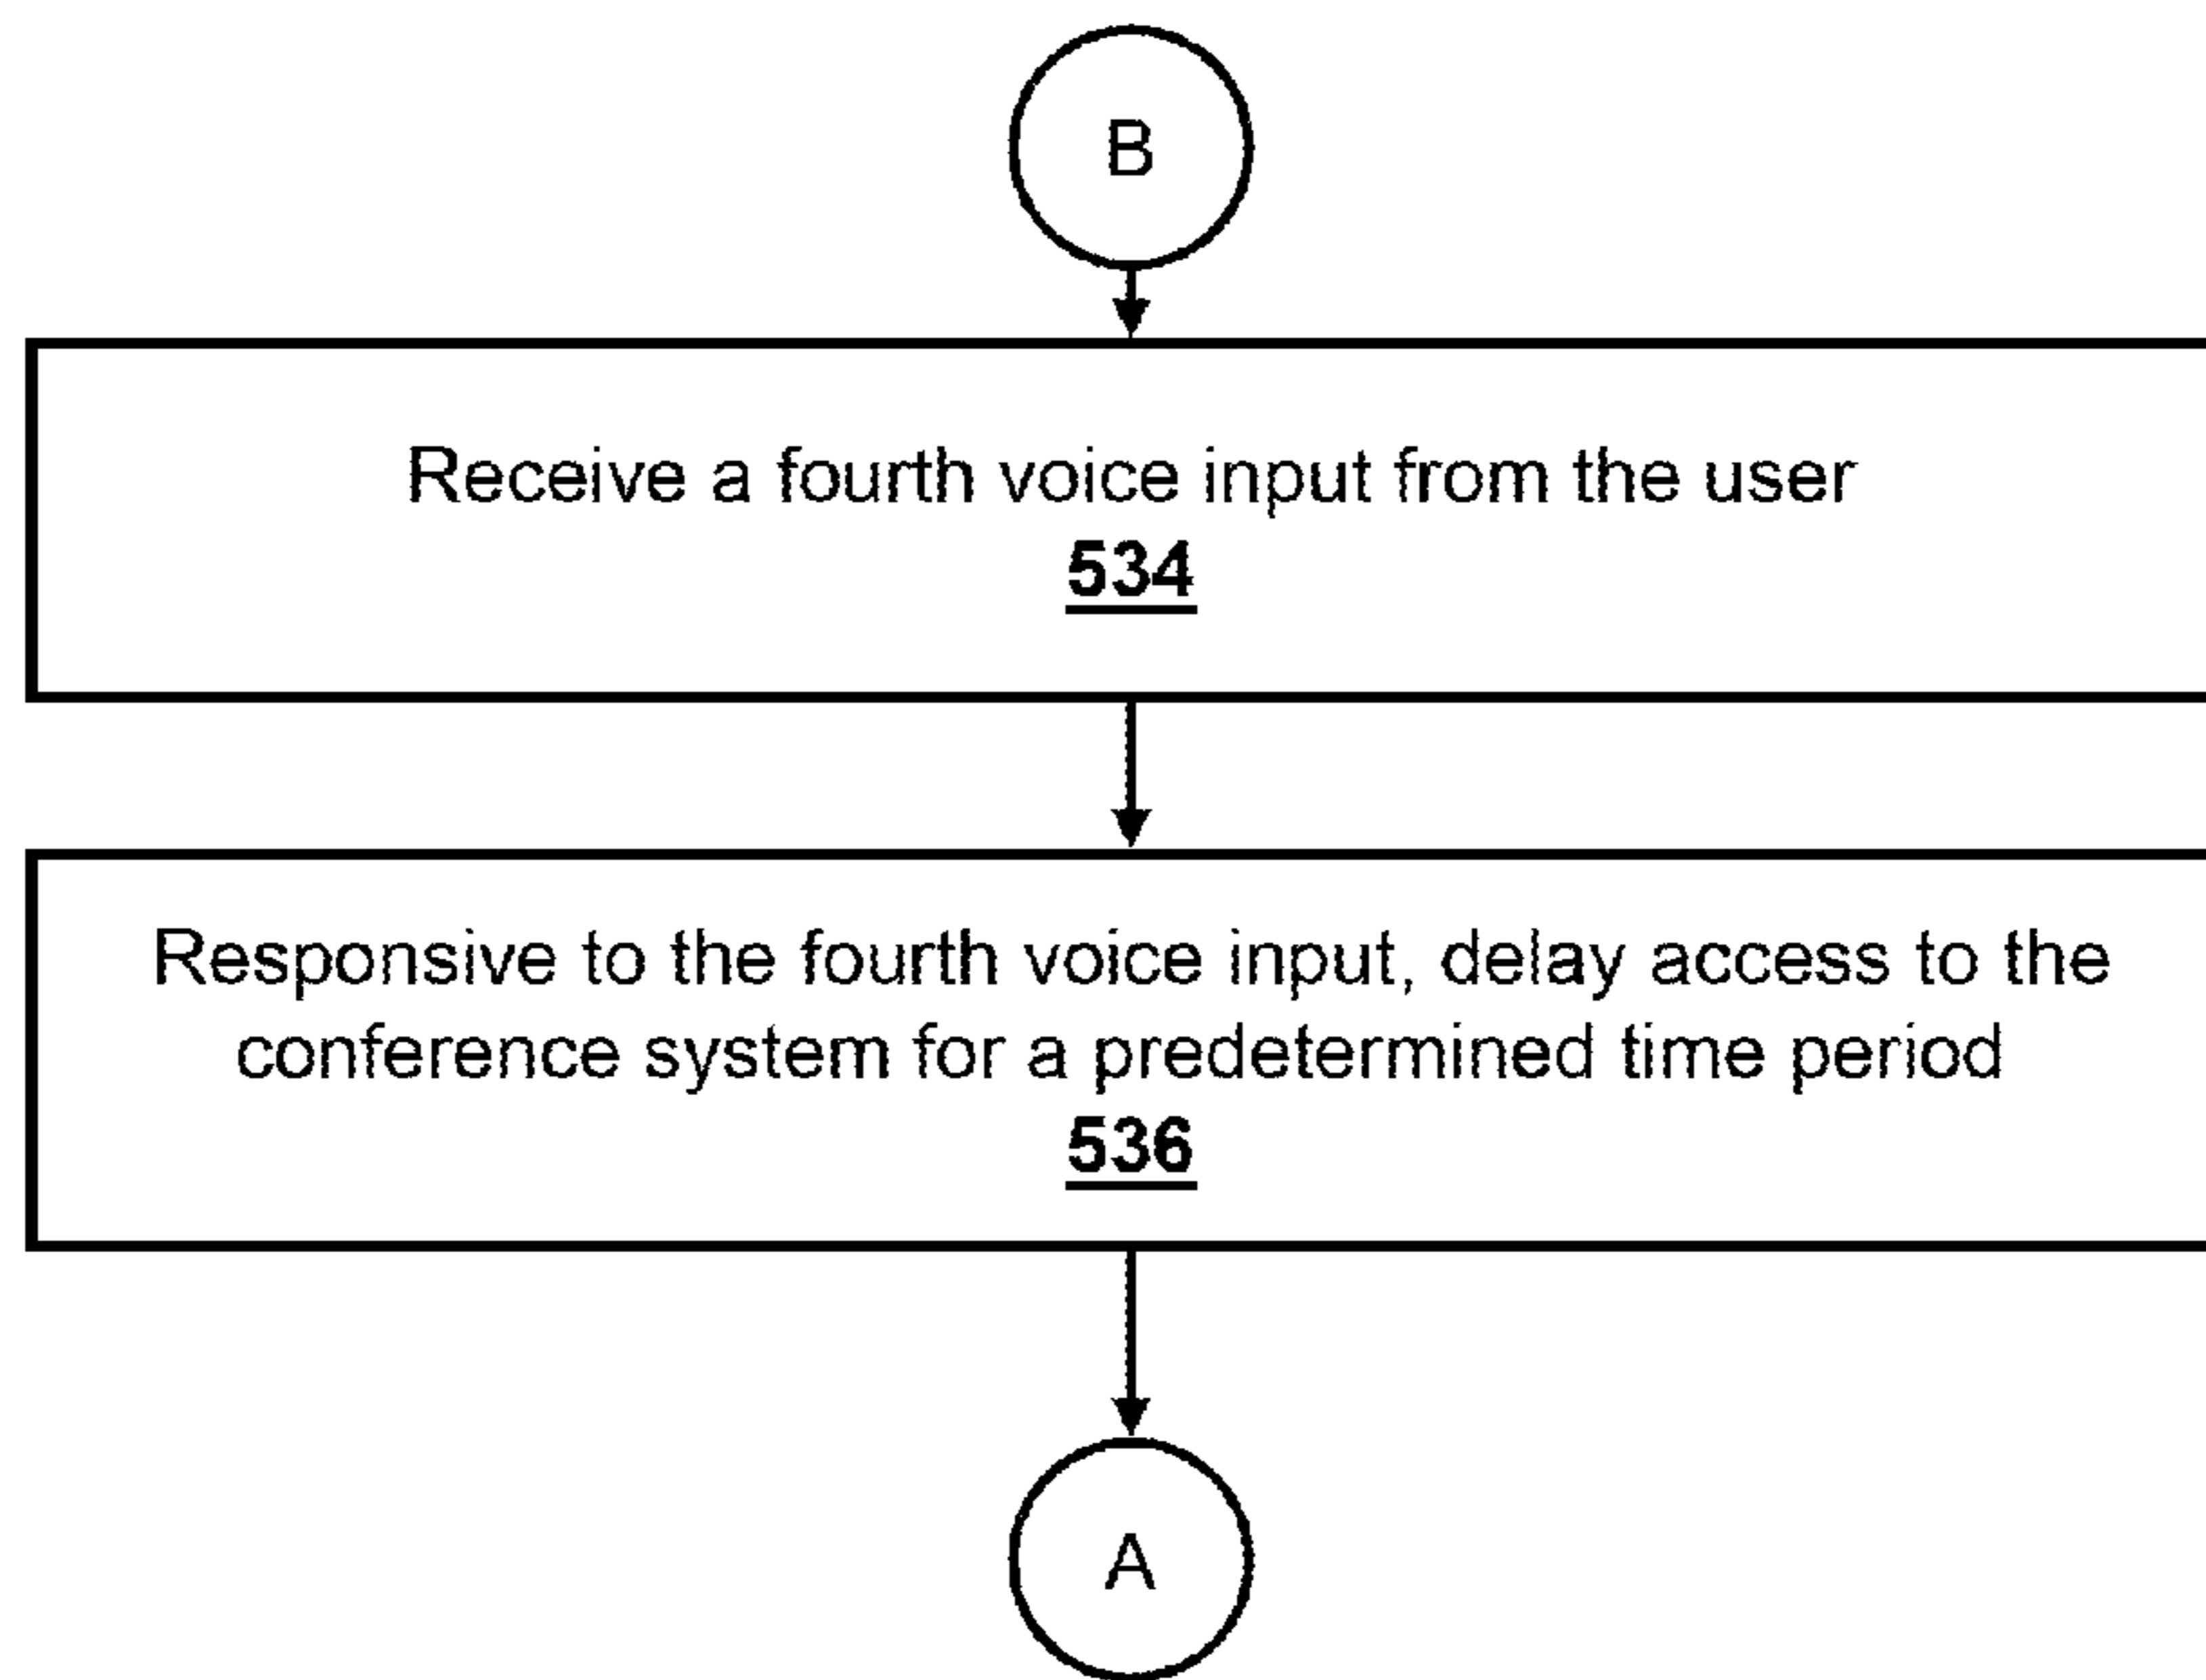 B
Receive a fourth voice input from the user
534
Responsive to the fourth voice input, delay access to the
conference system for a predetermined time period
536
A